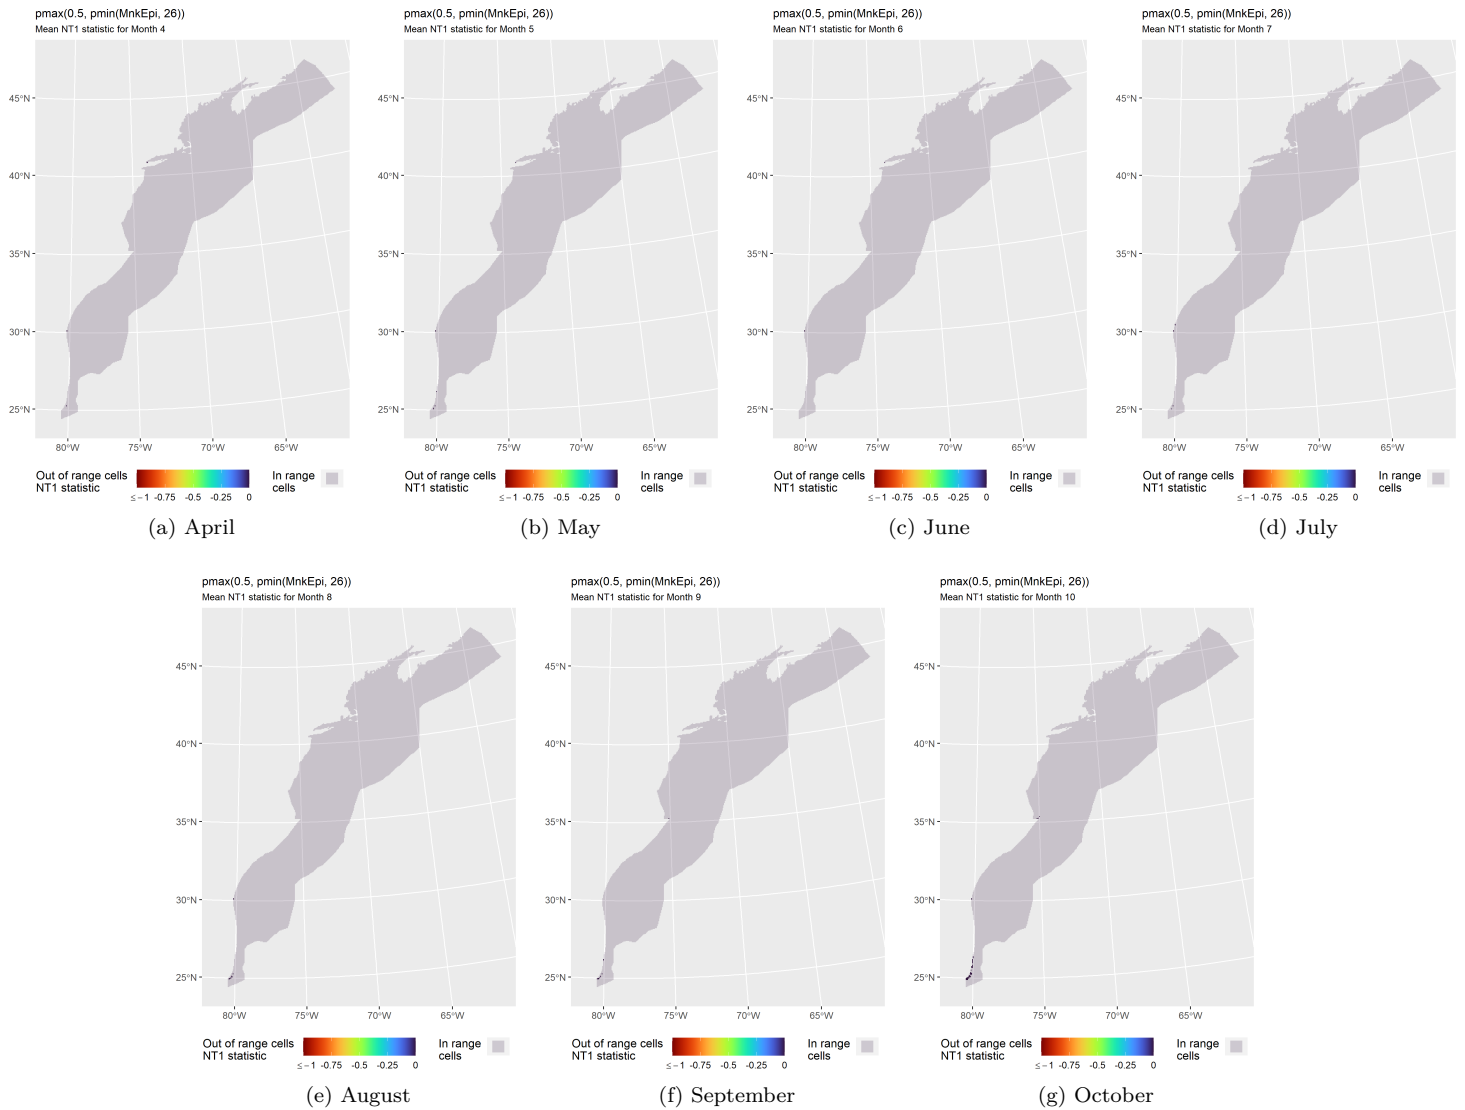 pmax(0.5, pmin(MnkEpi, 26))
Mean NT1 statistic for Month 4
45°N
40°N
35°N
30°N
25°N
80°W 75°W 70°W 65°W
Out of range cells
NT1 statistic
≤−1 -0.75 -0.5 -0.25 0
In range
cells
(a) April
pmax(0.5, pmin(MnkEpi, 26))
Mean NT1 statistic for Month 5
45°N
40°N
35°N
30°N
25°N
80°W 75°W 70°W 65°W
Out of range cells
NT1 statistic
≤−1 -0.75 -0.5 -0.25 0
In range
cells
(b) May
pmax(0.5, pmin(MnkEpi, 26))
Mean NT1 statistic for Month 6
45°N
40°N
35°N
30°N
25°N
80°W 75°W 70°W 65°W
Out of range cells
NT1 statistic
≤−1 -0.75 -0.5 -0.25 0
In range
cells
(c) June
pmax(0.5, pmin(MnkEpi, 26))
Mean NT1 statistic for Month 7
45°N
40°N
35°N
30°N
25°N
80°W 75°W 70°W 65°W
Out of range cells
NT1 statistic
≤−1 -0.75 -0.5 -0.25 0
In range
cells
(d) July
pmax(0.5, pmin(MnkEpi, 26))
Mean NT1 statistic for Month 8
45°N
40°N
35°N
30°N
25°N
80°W 75°W 70°W 65°W
Out of range cells
NT1 statistic
≤−1 -0.75 -0.5 -0.25 0
In range
cells
(e) August
pmax(0.5, pmin(MnkEpi, 26))
Mean NT1 statistic for Month 9
45°N
40°N
35°N
30°N
25°N
80°W 75°W 70°W 65°W
Out of range cells
NT1 statistic
≤−1 -0.75 -0.5 -0.25 0
In range
cells
(f) September
pmax(0.5, pmin(MnkEpi, 26))
Mean NT1 statistic for Month 10
45°N
40°N
35°N
30°N
25°N
80°W 75°W 70°W 65°W
Out of range cells
NT1 statistic
≤−1 -0.75 -0.5 -0.25 0
In range
cells
(g) October